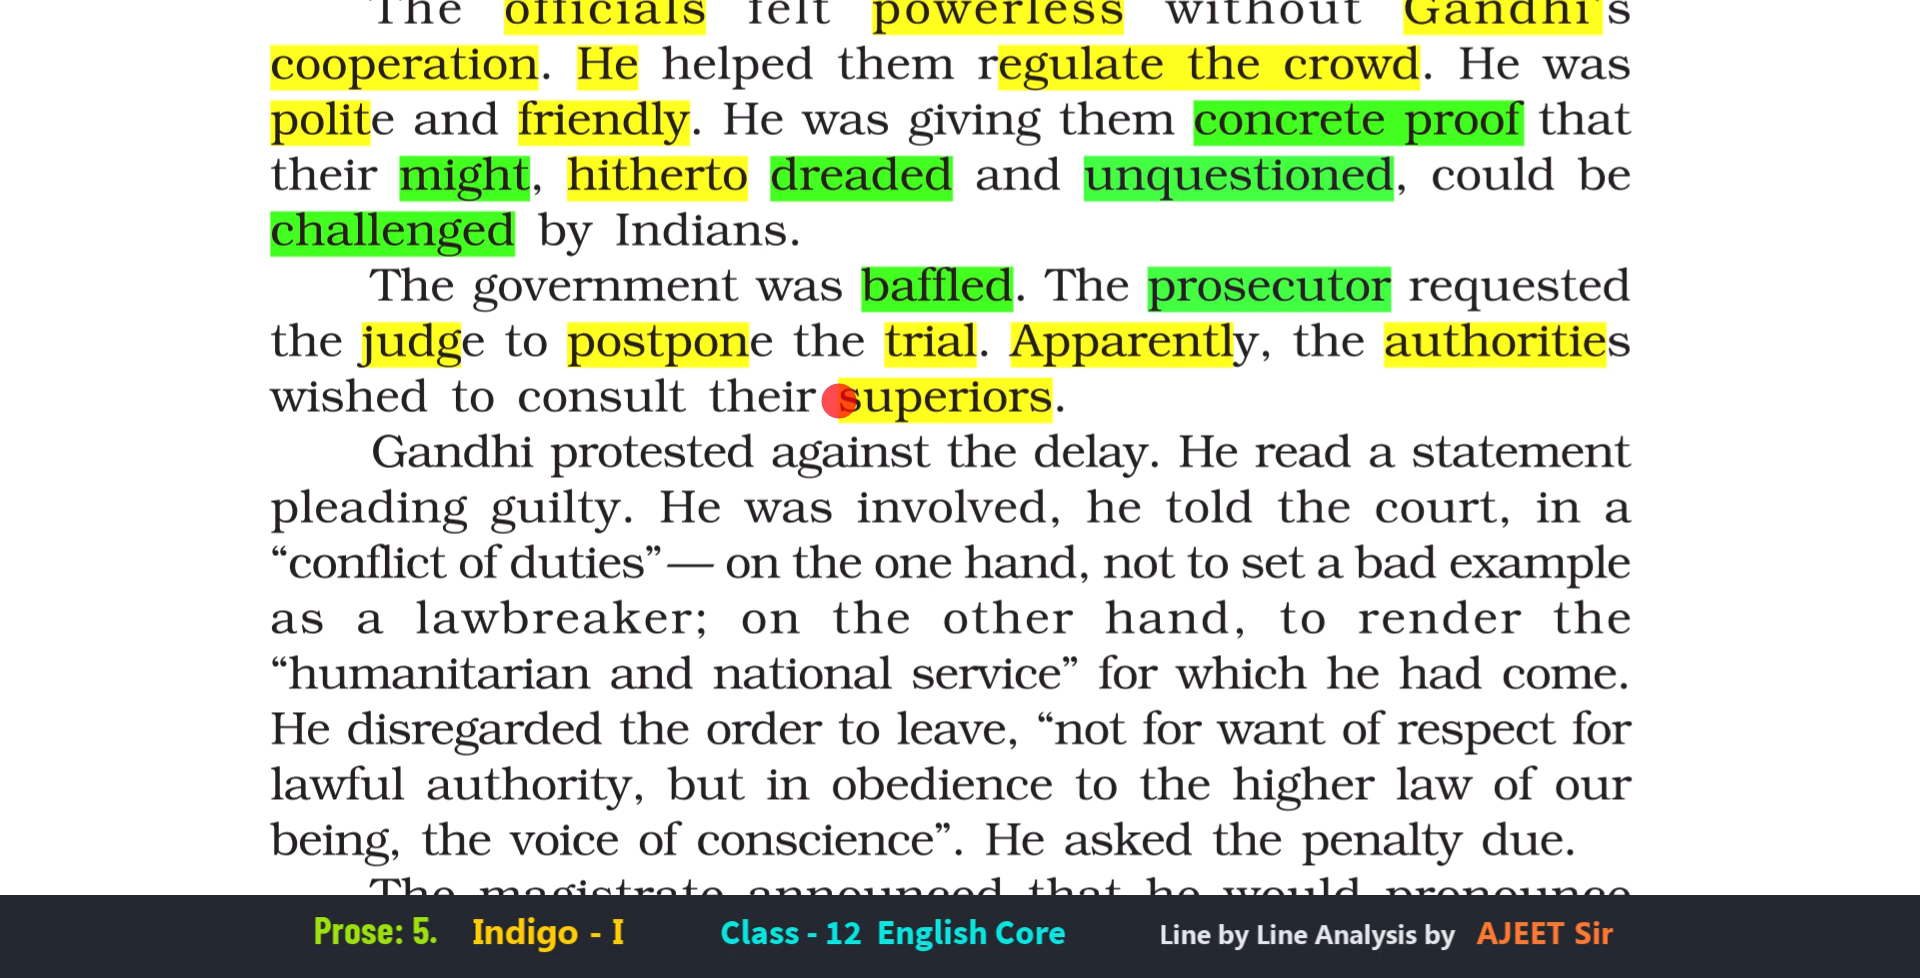 The officials felt powerless without Gandhi's
cooperation. He helped them regulate the crowd. He was
polite and friendly. He was giving them concrete proof that
their might, hitherto dreaded and unquestioned, could be
challenged by Indians.
The government was baffled. The prosecutor requested
the judge to postpone the trial. Apparently, the authorities
wished to consult their superiors.
Gandhi protested against the delay. He read a statement
pleading guilty. He was involved, he told the court, in a
“conflict of duties”— on the one hand, not to set a bad example
as a lawbreaker; on the other hand, to render the
“humanitarian and national service” for which he had come.
He disregarded the order to leave, “not for want of respect for
lawful authority, but in obedience to the higher law of our
being, the voice of conscience”. He asked the penalty due.
The magistrate announced that he would pronounce
Prose: 5. Indigo - I Class - 12 English Core Line by Line Analysis by AJEET Sir